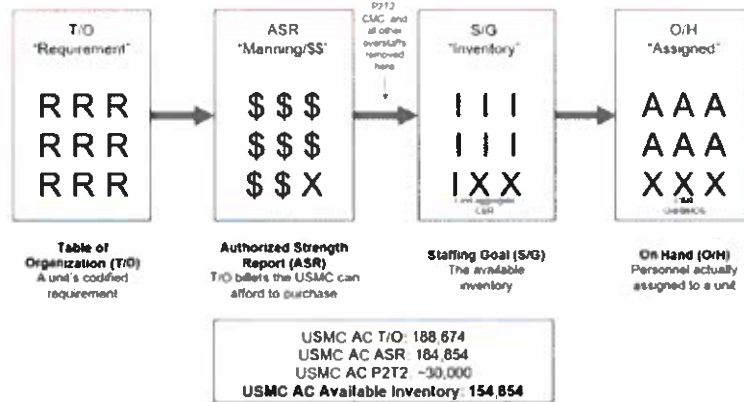 T/O
"Requirement"
R R R
R R R
R R R
ASR
"Manning/$$"
$ $ $
$ $ $
$ $ X
P2T2
CMC and
all other
overstaffs
removed
here
S/G
"Inventory"
I I I
I I I
I X X
aggregate
O/H
"Assigned"
A A A
A A A
X X X
Table of
Organization (T/O)
A unit's codified
requirement
Authorized Strength
Report (ASR)
T/O billets the USMC can
afford to purchase
Staffing Goal (S/G)
The available
inventory
On Hand (O/H)
Personnel actually
assigned to a unit
USMC AC T/O: 188,674
USMC AC ASR: 184,854
USMC AC P2T2: ~30,000
USMC AC Available Inventory: 154,854